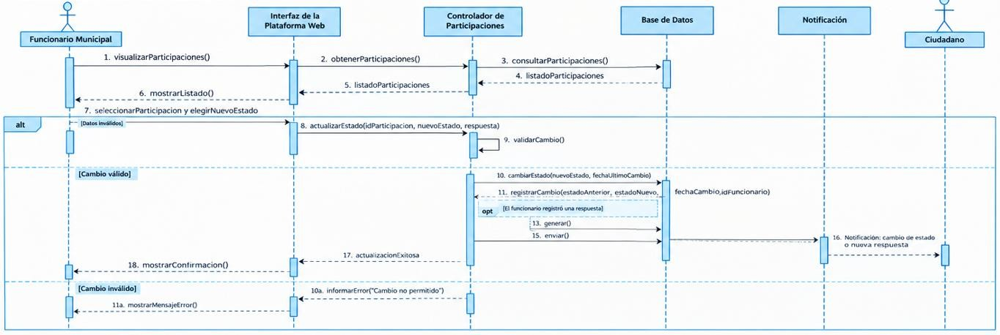 Funcionario Municipal
Interfaz de la
Plataforma Web
Controlador de
Participaciones
Base de Datos
Notificación
Ciudadano
1. visualizarParticipaciones()
2. obtenerParticipaciones()
3. consultarParticipaciones()
4. listadoParticipaciones
5. listadoParticipaciones
6. mostrarListado()
7. seleccionarParticipacion y elegirNuevoEstado
alt
[Datos inválidos]
8. actualizarEstado(idParticipacion, nuevoEstado, respuesta)
9. validarCambio()
[Cambio válido]
10. cambiarEstado(nuevoEstado, fechaUltimoCambio)
11. registrarCambio(estadoAnterior, estadoNuevo, fechaCambio,idFuncionario)
opt
[El funcionario registró una respuesta]
13. generar()
15. enviar()
16. Notificación: cambio de estado
o nuova respuesta
17. actualizacionExitosa
18. mostrarConfirmacion()
[Cambio inválido]
10a. informarError("Cambio no permitido")
11a. mostrarMensajeError()